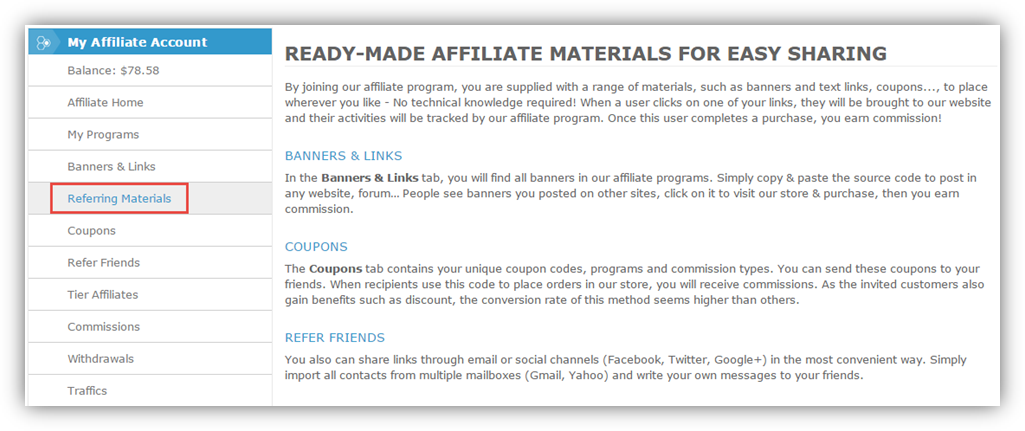 My Affiliate Account
Balance: $78.58
Affiliate Home
My Programs
Banners & Links
Referring Materials
Coupons
Refer Friends
Tier Affiliates
Commissions
Withdrawals
Traffics
READY-MADE AFFILIATE MATERIALS FOR EASY SHARING
By joining our affiliate program, you are supplied with a range of materials, such as banners and text links, coupons..., to place
wherever you like - No technical knowledge required! When a user clicks on one of your links, they will be brought to our website
and their activities will be tracked by our affiliate program. Once this user completes a purchase, you earn commission!
BANNERS & LINKS
In the Banners & Links tab, you will find all banners in our affiliate programs. Simply copy & paste the source code to post in
any website, forum... People see banners you posted on other sites, click on it to visit our store & purchase, then you earn
commission.
COUPONS
The Coupons tab contains your unique coupon codes, programs and commission types. You can send these coupons to your
friends. When recipients use this code to place orders in our store, you will receive commissions. As the invited customers also
gain benefits such as discount, the conversion rate of this method seems higher than others.
REFER FRIENDS
You also can share links through email or social channels (Facebook, Twitter, Google+) in the most convenient way. Simply
import all contacts from multiple mailboxes (Gmail, Yahoo) and write your own messages to your friends.